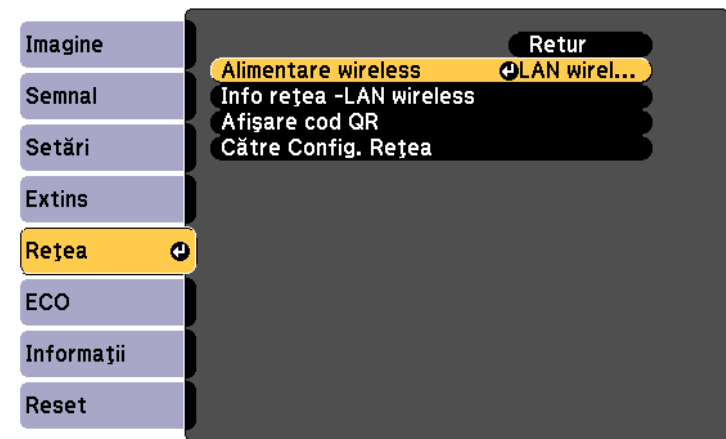 Imagine
Semnal
Setări
Extins
Reţea
ECO
Informaţii
Reset
Retur
Alimentare wireless LAN wirel...
Info reţea -LAN wireless
Afişare cod QR
Către Config. Reţea